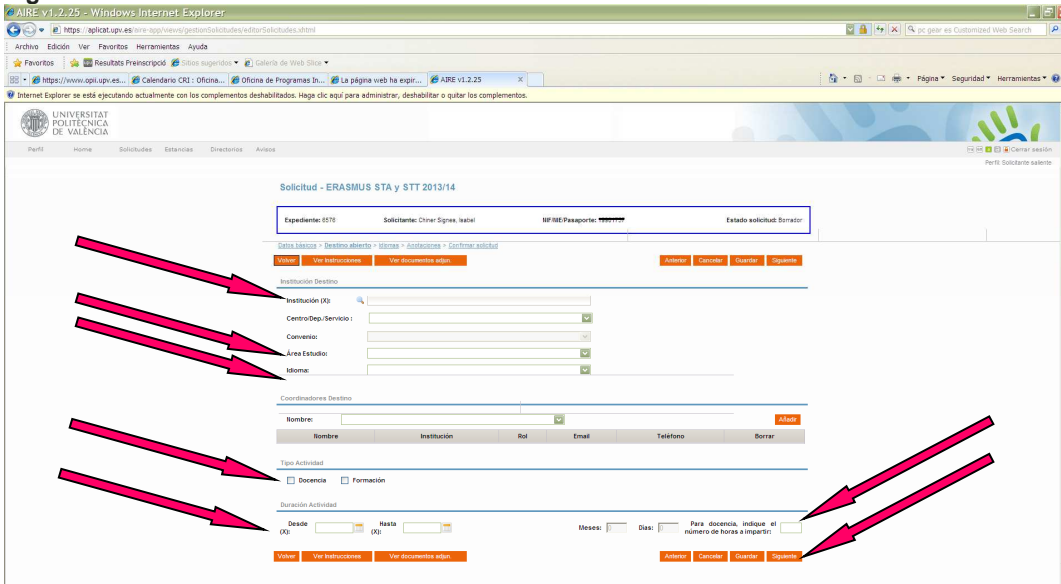 AIRE v1.2.25 - Windows Internet Explorer
https://aplicat.upv.es/aire-app/views/gestionSolicitudes/editorSolicitudes.xhtml
pc gear es Customized Web Search
Archivo Edición Ver Favoritos Herramientas Ayuda
Favoritos Resultats Preinscripció Sitios sugeridos Galería de Web Slice
https://www.opii.upv.es... Calendario CRI : Oficina... Oficina de Programas In... La página web ha expir... AIRE v1.2.25 Página Seguridad Herramientas
Internet Explorer se está ejecutando actualmente con los complementos deshabilitados. Haga clic aquí para administrar, deshabilitar o quitar los complementos.
UNIVERSITAT
POLITÈCNICA
DE VALÈNCIA
Perfil Home Solicitudes Estancias Directorios Avisos Cerrar sesión
Perfil: Solicitante saliente
Solicitud - ERASMUS STA y STT 2013/14
Expediente: 6576 Solicitante: Chiner Signes, Isabel NIF/NIE/Pasaporte: Estado solicitud: Borrador
Datos básicos > Destino abierto > Idiomas > Anotaciones > Confirmar solicitud
Volver Ver instrucciones Ver documentos adjun. Anterior Cancelar Guardar Siguiente
Institución Destino
Institución (X):
Centro/Dep./Servicio :
Convenio:
Área Estudio:
Idioma:
Coordinadores Destino
Nombre: Añadir
Nombre Institución Rol Email Teléfono Borrar
Tipo Actividad
Docencia Formación
Duración Actividad
Desde (X): Hasta (X): Meses: 0 Días: 0 Para docencia, indique el
número de horas a impartir:
Volver Ver instrucciones Ver documentos adjun. Anterior Cancelar Guardar Siguiente